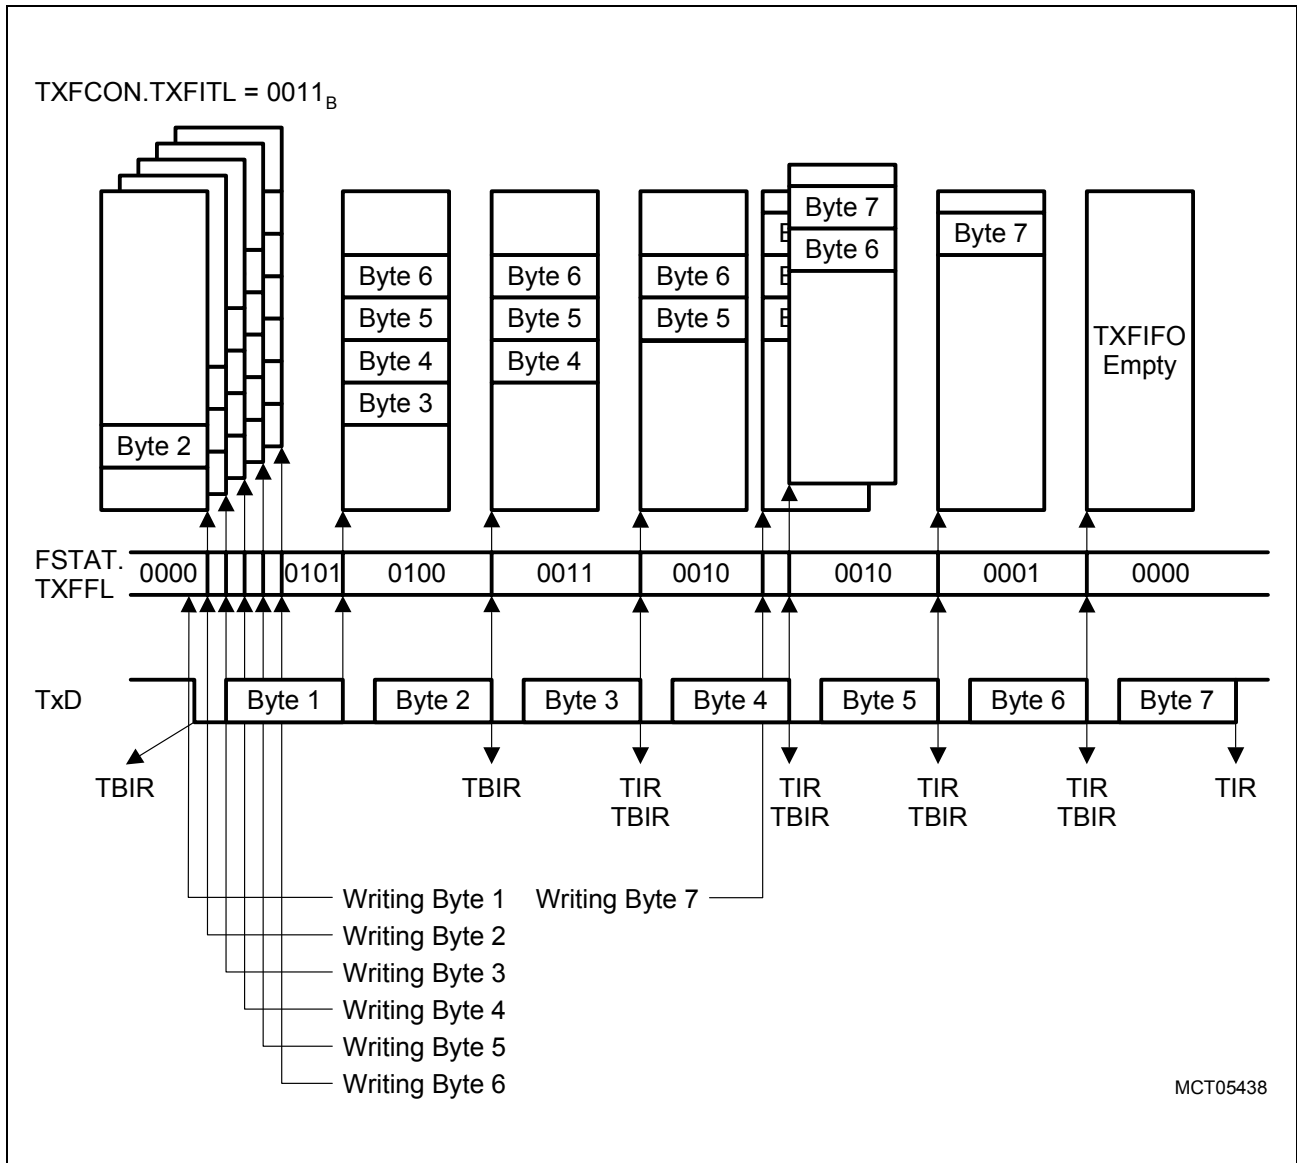 TXFCON.TXFITL = 0011B
Byte 7
Byte 6
Byte 7
Byte 6
Byte 5
Byte 4
Byte 3
Byte 6
Byte 5
Byte 4
Byte 6
Byte 5
B
E
E
TXFIFO
Empty
Byte 2
FSTAT.
TXFFL
0000 0101 0100 0011 0010 0010 0001 0000
TxD Byte 1 Byte 2 Byte 3 Byte 4 Byte 5 Byte 6 Byte 7
TBIR TBIR TIR TIR TIR TIR TIR
TBIR TBIR TBIR TBIR
Writing Byte 1 Writing Byte 7
Writing Byte 2
Writing Byte 3
Writing Byte 4
Writing Byte 5
Writing Byte 6
MCT05438